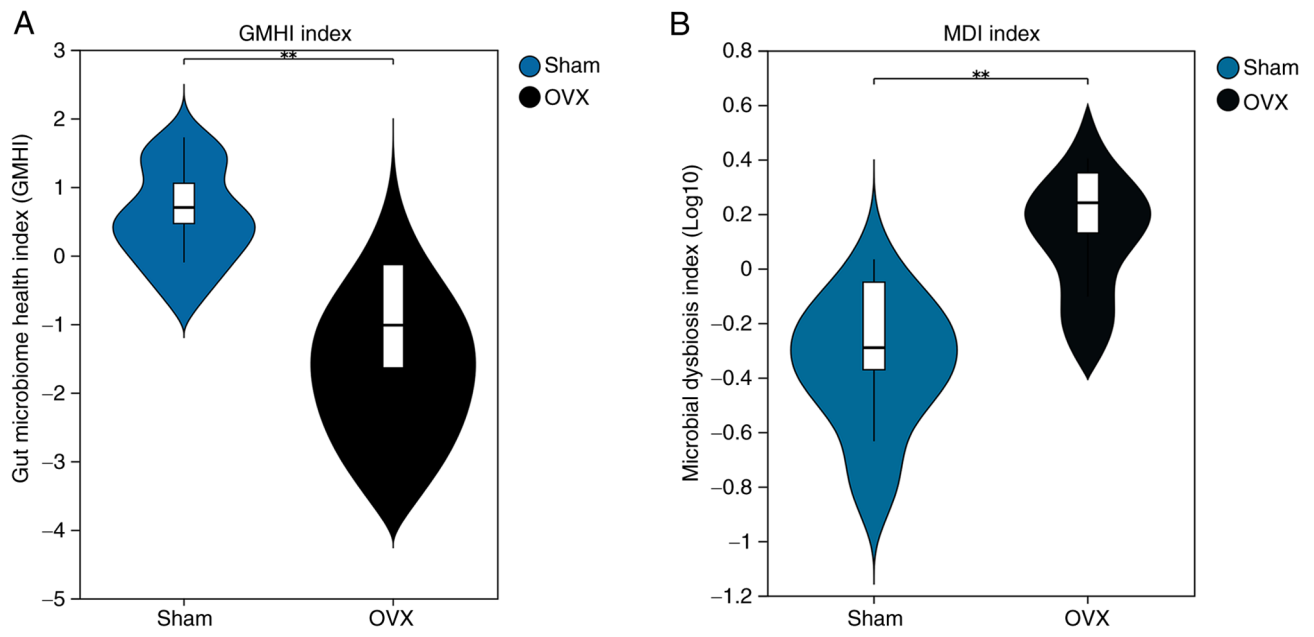 A
GMHI index
**
Sham
OVX
Gut microbiome health index (GMHI)
3
2
1
0
−1
−2
−3
−4
−5
Sham
OVX
B
MDI index
**
Sham
OVX
Microbial dysbiosis index (Log10)
0.8
0.6
0.4
0.2
0
−0.2
−0.4
−0.6
−0.8
−1
−1.2
Sham
OVX